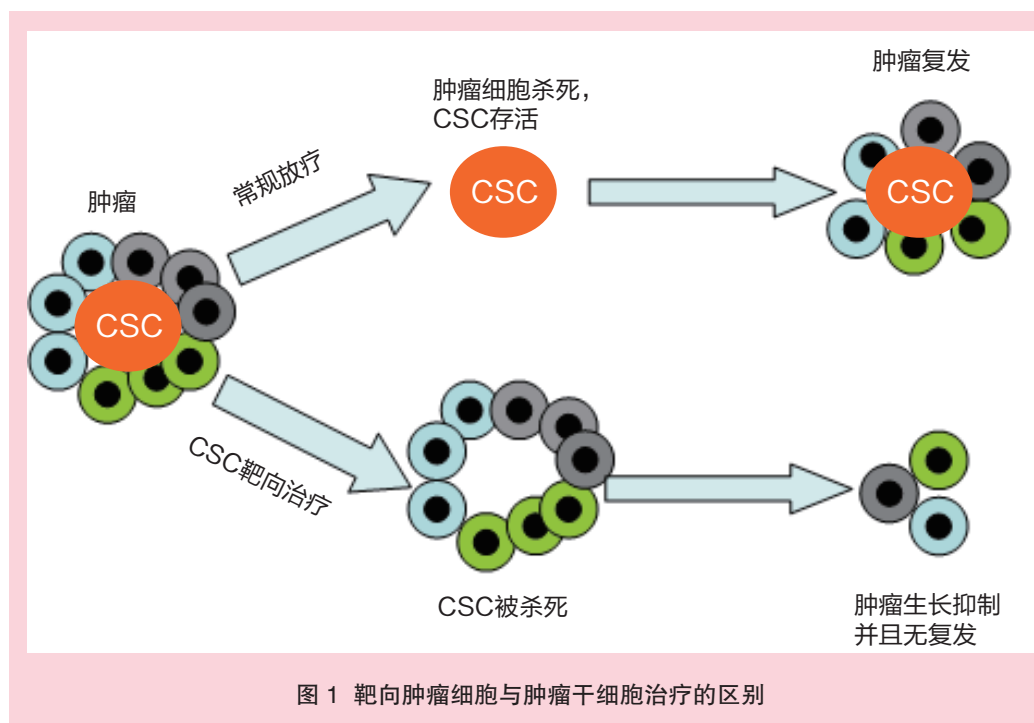 肿瘤
CSC
常规放疗
肿瘤细胞杀死，
CSC存活
CSC
肿瘤复发
CSC
CSC靶向治疗
CSC被杀死
肿瘤生长抑制
并且无复发
图 1 靶向肿瘤细胞与肿瘤干细胞治疗的区别